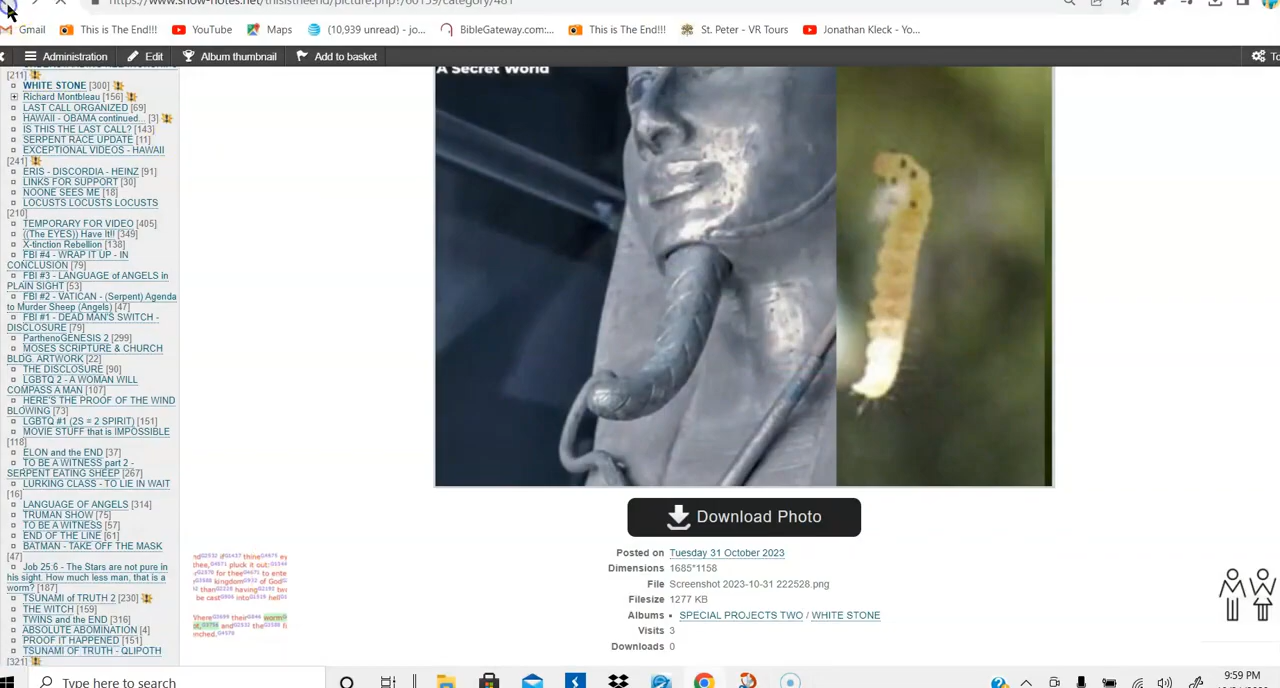 https://www.snow-notes.net/thisistheend/picture.php?/60159/category/481
Gmail
This is The End!!!
YouTube
Maps
(10,939 unread) - jo...
BibleGateway.com:...
This is The End!!!
St. Peter - VR Tours
Jonathan Kleck - Yo...
Administration
Edit
Album thumbnail
Add to basket
To
[211]
WHITE STONE [300]
Richard Montbleau [156]
LAST CALL ORGANIZED [69]
HAWAII - OBAMA continued... [3]
IS THIS THE LAST CALL? [143]
SERPENT RACE UPDATE [11]
EXCEPTIONAL VIDEOS - HAWAII
[241]
ERIS - DISCORDIA - HEINZ [91]
LINKS FOR SUPPORT [30]
NOONE SEES ME [18]
LOCUSTS LOCUSTS LOCUSTS
[210]
TEMPORARY FOR VIDEO [405]
((The EYES)) Have It!! [349]
X-tinction Rebellion [138]
FBI #4 - WRAP IT UP - IN
CONCLUSION [79]
FBI #3 - LANGUAGE of ANGELS in
PLAIN SIGHT [53]
FBI #2 - VATICAN - (Serpent) Agenda
to Murder Sheep (Angels) [47]
FBI #1 - DEAD MAN'S SWITCH -
DISCLOSURE [79]
ParthenoGENESIS 2 [299]
MOSES SCRIPTURE & CHURCH
BLDG. ARTWORK [22]
THE DISCLOSURE [90]
LGBTQ 2 - A WOMAN WILL
COMPASS A MAN [107]
HERE'S THE PROOF OF THE WIND
BLOWING [73]
LGBTQ #1 (2S = 2 SPIRIT) [151]
MOVIE STUFF that is IMPOSSIBLE
[118]
ELON and the END [37]
TO BE A WITNESS part 2 -
SERPENT EATING SHEEP [267]
LURKING CLASS - TO LIE IN WAIT
[16]
LANGUAGE OF ANGELS [314]
TRUMAN SHOW [75]
TO BE A WITNESS [57]
END OF THE LINE [61]
BATMAN - TAKE OFF THE MASK
[47]
Job 25:6 - The Stars are not pure in
his sight. How much less man, that is a
worm? [187]
TSUNAMI of TRUTH 2 [230]
THE WITCH [159]
TWINS and the END [316]
ABSOLUTE ABOMINATION [4]
PROOF IT HAPPENED [151]
TSUNAMI of TRUTH - QLIPOTH
[321]
A Secret World
Download Photo
Posted on Tuesday 31 October 2023
Dimensions 1685*1158
File Screenshot 2023-10-31 222528.png
Filesize 1277 KB
Albums SPECIAL PROJECTS TWO / WHITE STONE
Visits 3
Downloads 0
Type here to search
9:59 PM